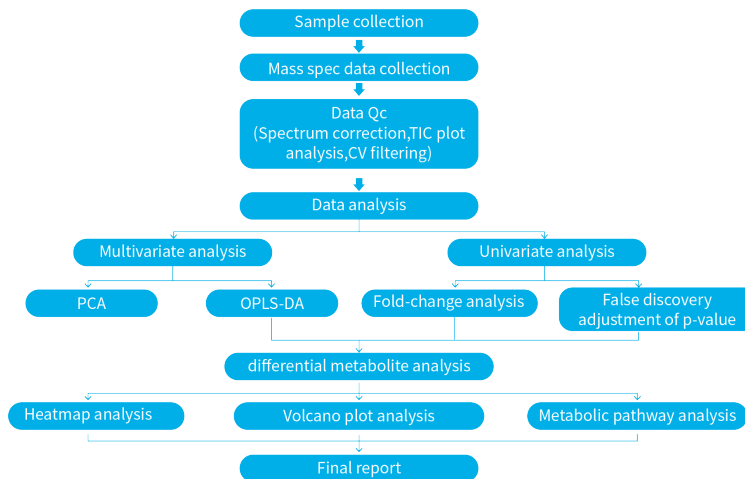 Sample collection
Mass spec data collection
Data Qc
(Spectrum correction,TIC plot
analysis,CV filtering)
Data analysis
Multivariate analysis
Univariate analysis
PCA
OPLS-DA
Fold-change analysis
False discovery
adjustment of p-value
differential metabolite analysis
Heatmap analysis
Volcano plot analysis
Metabolic pathway analysis
Final report